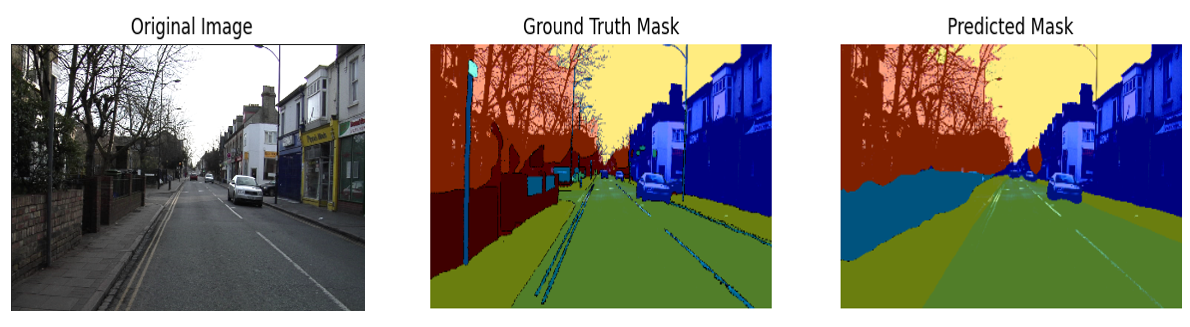 Original Image
Ground Truth Mask
Predicted Mask